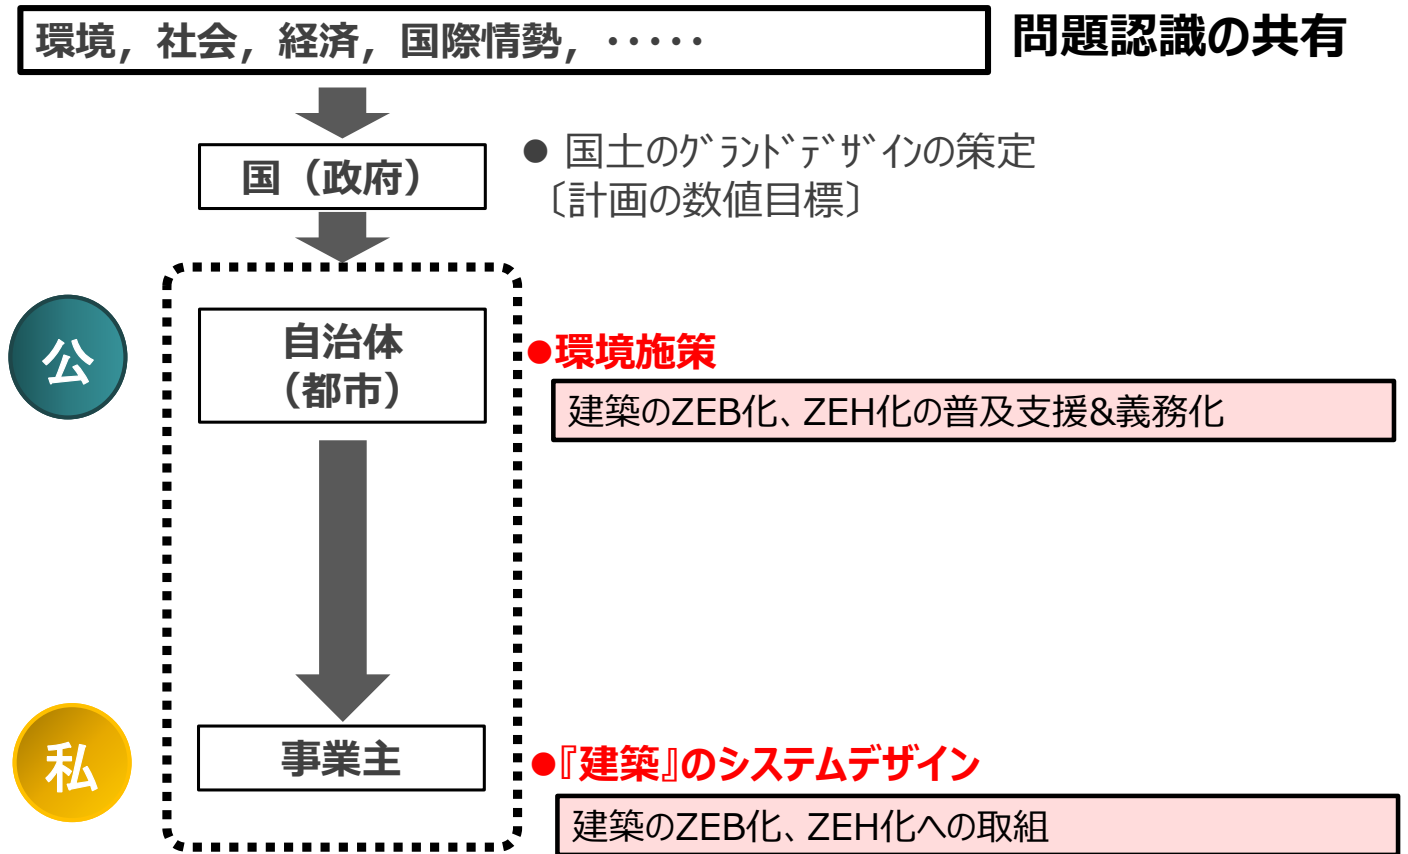 環境，社会，経済，国際情勢，・・・・・
問題認識の共有
国（政府）
● 国土のｸﾞﾗﾝﾄﾞﾃﾞｻﾞｲﾝの策定
〔計画の数値目標〕
公
自治体
（都市）
●環境施策
建築のZEB化、ZEH化の普及支援&義務化
私
事業主
●『建築』のシステムデザイン
建築のZEB化、ZEH化への取組